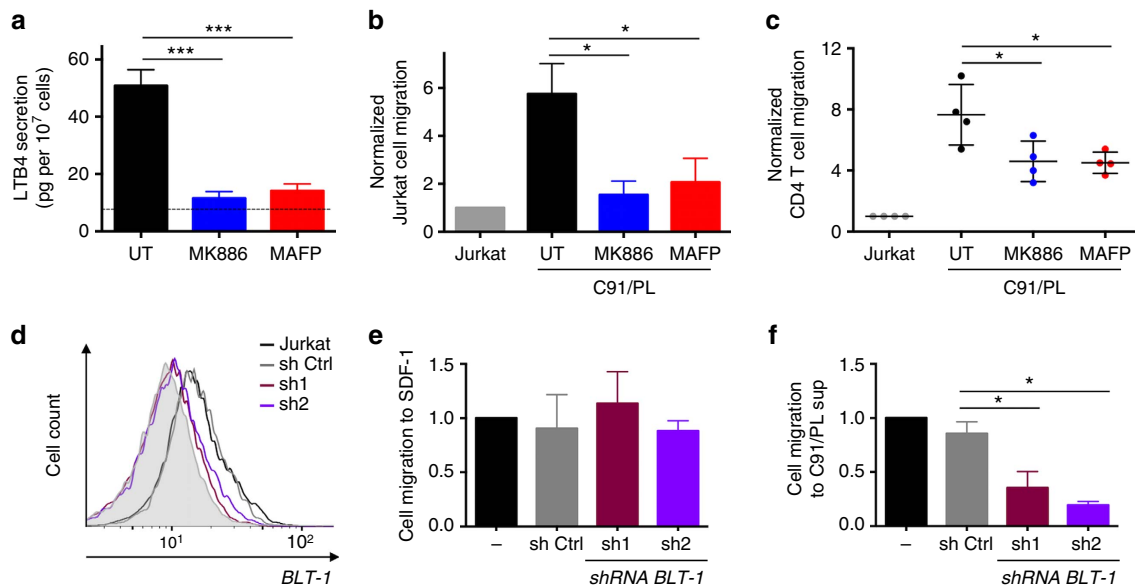 a
***
***
LTB4 secretion
(pg per 10⁷ cells)
60
40
20
0
UT
MK886
MAFP
b
*
*
Normalized
Jurkat cell migration
6
4
2
0
Jurkat
UT
MK886
MAFP
C91/PL
c
*
*
Normalized
CD4 T cell migration
12
8
4
0
Jurkat
UT
MK886
MAFP
C91/PL
d
Jurkat
sh Ctrl
sh1
sh2
Cell count
10¹
10²
BLT-1
e
Cell migration to SDF-1
1.5
1.0
0.5
0.0
–
sh Ctrl
sh1
sh2
shRNA BLT-1
f
*
*
Cell migration
to C91/PL sup
1.5
1.0
0.5
0.0
–
sh Ctrl
sh1
sh2
shRNA BLT-1